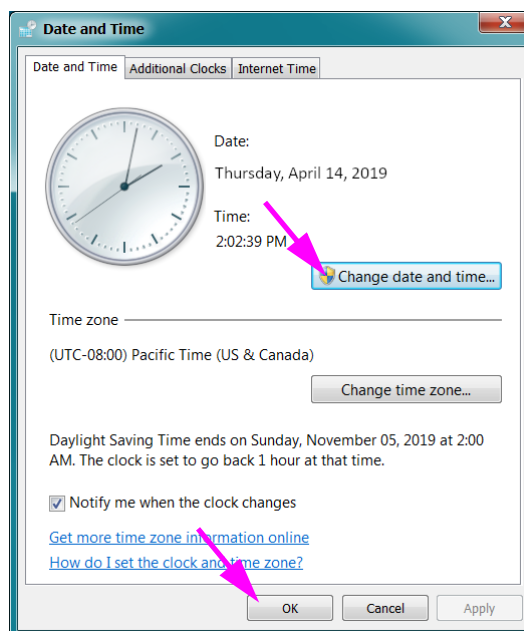 Date and Time
Date and Time Additional Clocks Internet Time
Date:
Thursday, April 14, 2019
Time:
2:02:39 PM
Change date and time...
Time zone
(UTC-08:00) Pacific Time (US & Canada)
Change time zone...
Daylight Saving Time ends on Sunday, November 05, 2019 at 2:00
AM. The clock is set to go back 1 hour at that time.
Notify me when the clock changes
Get more time zone information online
How do I set the clock and time zone?
OK Cancel Apply